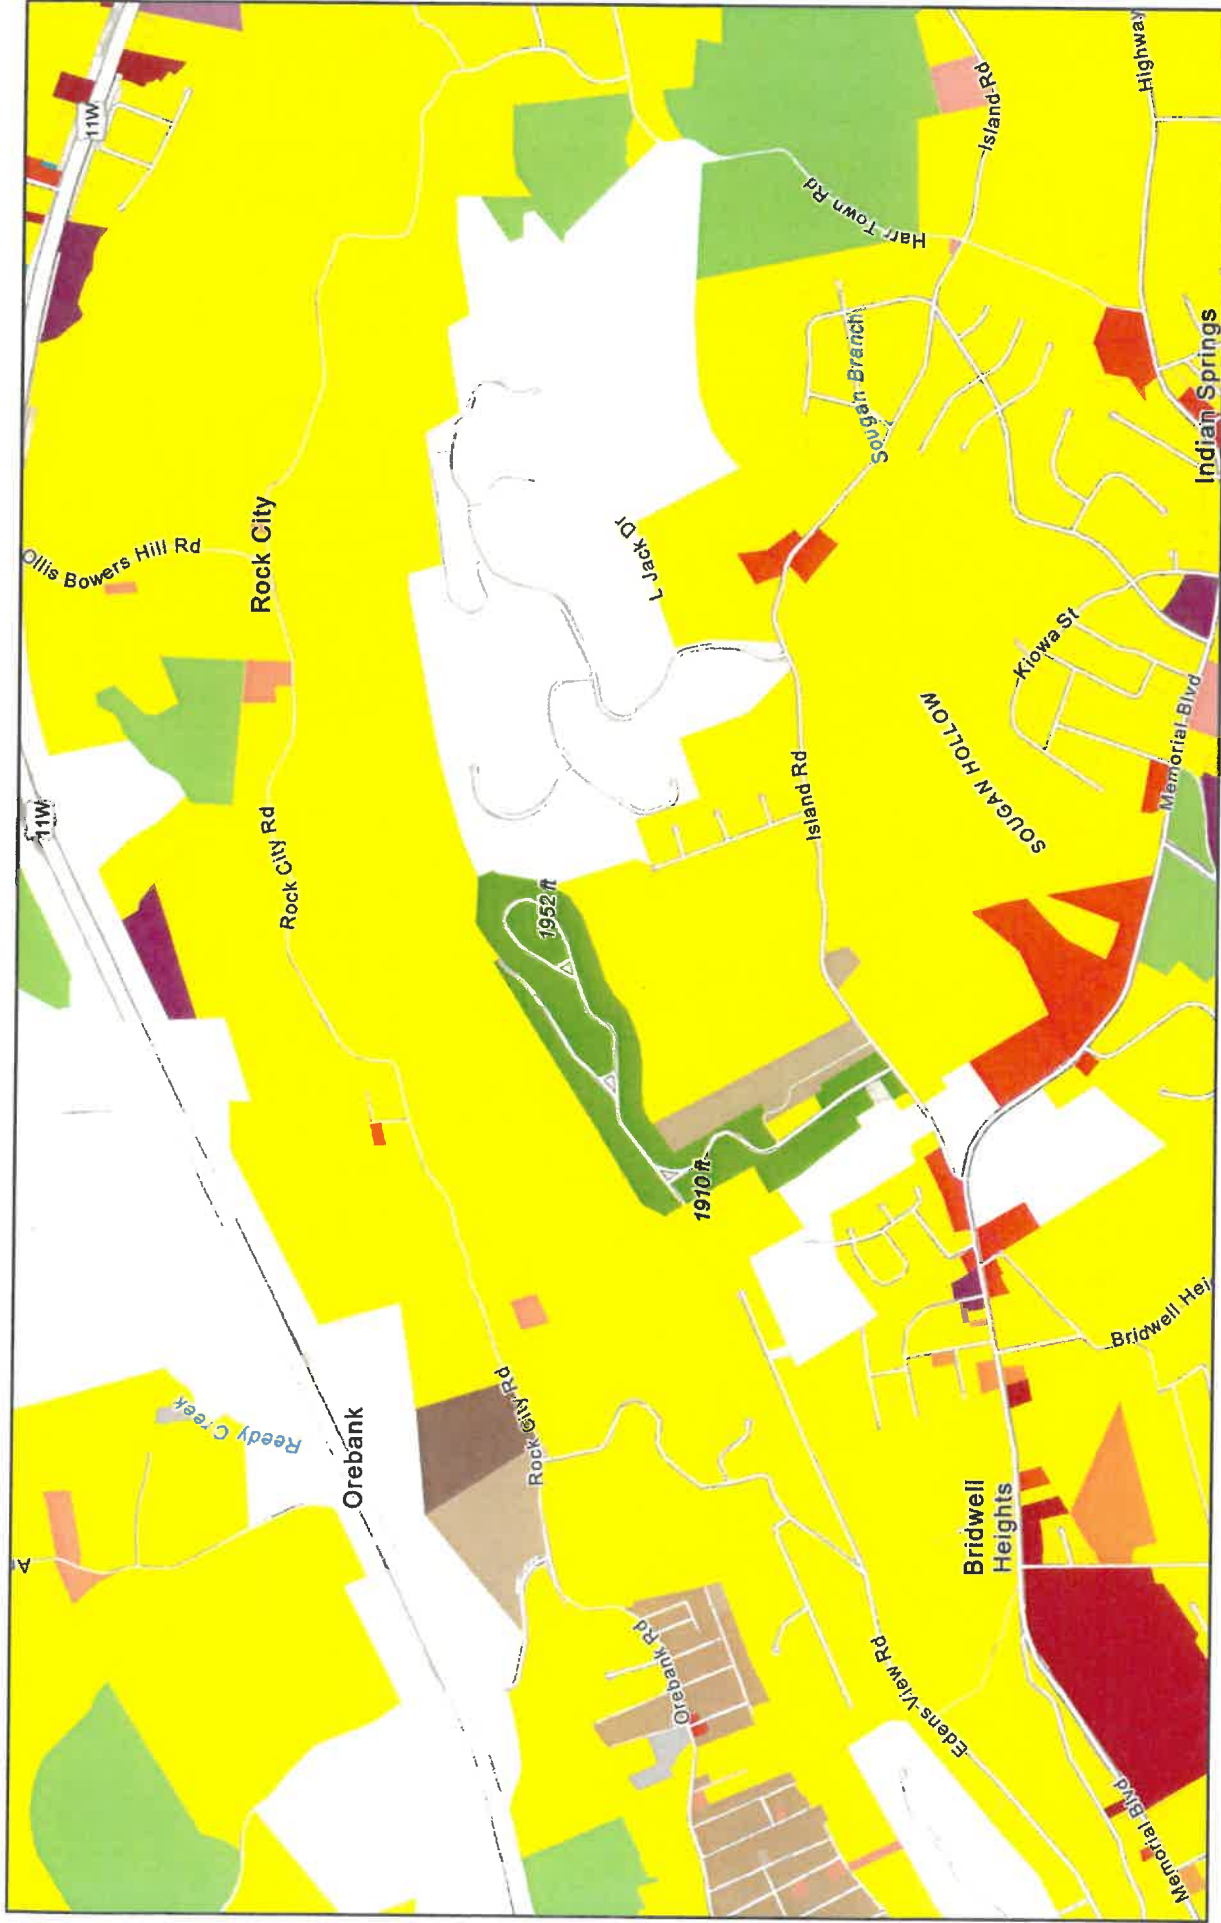 11W
Ollis Bowers Hill Rd
Rock City
11W
Rock City Rd
Harr Town Rd
Island Rd
Highway
Sougan Branch
Indian Springs
L Jack Dr
Kiowa St
SOUGAN HOLLOW
Memorial Blvd
Island Rd
1952 ft
1910 ft
Reedy Creek
Orebank
Rock City Rd
Bridwell Hei
Bridwell
Heights
Orebank Rd
Edens View Rd
Memorial Blvd